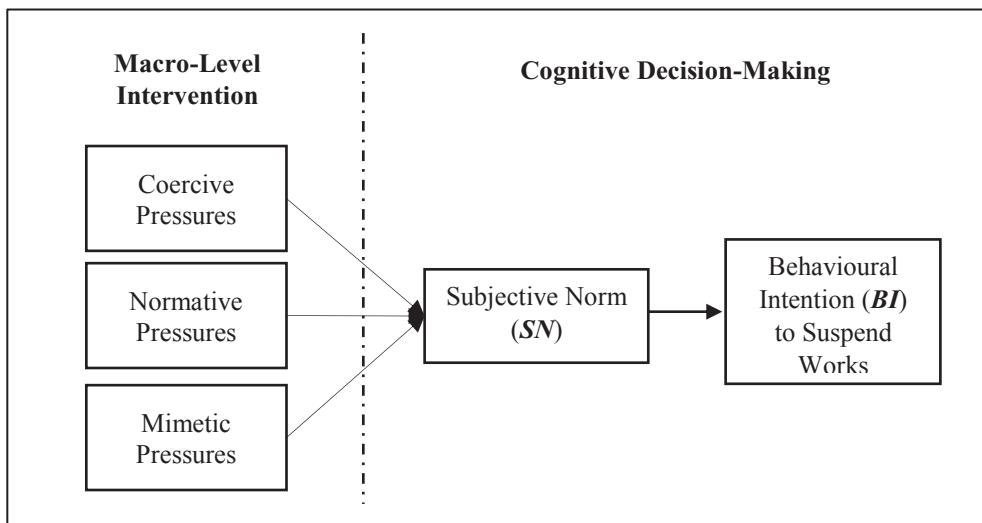 Macro-Level
Intervention
Cognitive Decision-Making
Coercive
Pressures
Normative
Pressures
Mimetic
Pressures
Subjective Norm
(SN)
Behavioural
Intention (BI)
to Suspend
Works